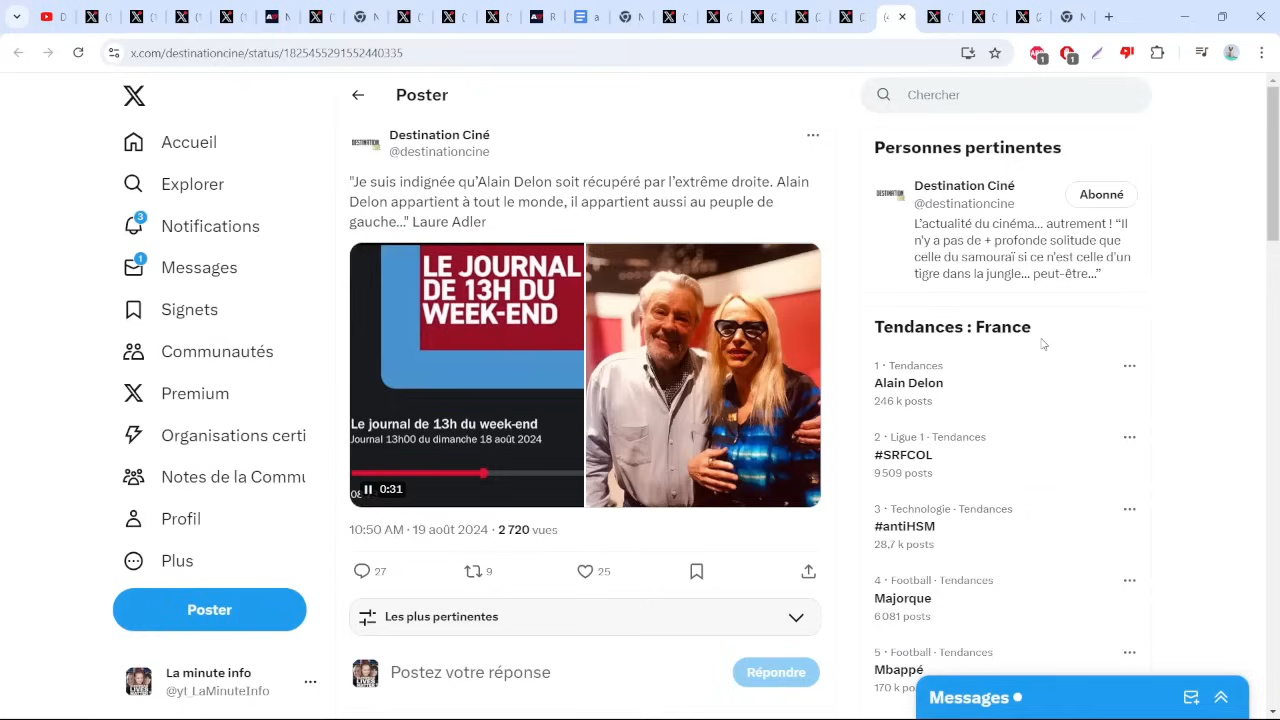 x.com/destinationcine/status/1825455291552440335
1
1
Accueil
Explorer
3
Notifications
1
Messages
Signets
Communautés
Premium
Organisations certi
Notes de la Commu
Profil
Plus
Poster
La minute info
@yt_LaMinuteInfo
Poster
DESTINATION
Destination Ciné
@destinationcine
"Je suis indignée qu'Alain Delon soit récupéré par l'extrême droite. Alain
Delon appartient à tout le monde, il appartient aussi au peuple de
gauche..." Laure Adler
LE JOURNAL
DE 13H DU
WEEK-END
Le journal de 13h du week-end
Journal 13h00 du dimanche 18 août 2024
0:31
10:50 AM · 19 août 2024 · 2 720 vues
27
9
25
Les plus pertinentes
Postez votre réponse
Répondre
Chercher
Personnes pertinentes
DESTINATION
Destination Ciné
@destinationcine
Abonné
L'actualité du cinéma... autrement ! “Il
n'y a pas de + profonde solitude que
celle du samouraï si ce n'est celle d'un
tigre dans la jungle... peut-être...”
Tendances : France
1 · Tendances
Alain Delon
246 k posts
2 · Ligue 1 · Tendances
#SRFCOL
9 509 posts
3 · Technologie · Tendances
#antiHSM
28,7 k posts
4 · Football · Tendances
Majorque
6 081 posts
5 · Football · Tendances
Mbappé
170 k po
Messages